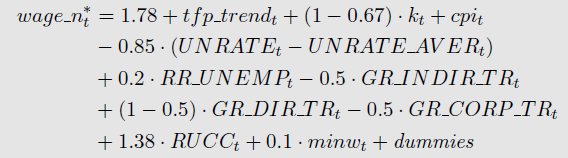 wage_n*_t = 1.78 + tfp_trend_t + (1 − 0.67) · k_t + cpi_t
− 0.85 · (UNRATE_t − UNRATE_AVER_t)
+ 0.2 · RR_UNEMP_t − 0.5 · GR_INDIR_TR_t
+ (1 − 0.5) · GR_DIR_TR_t − 0.5 · GR_CORP_TR_t
+ 1.38 · RUCC_t + 0.1 · minw_t + dummies